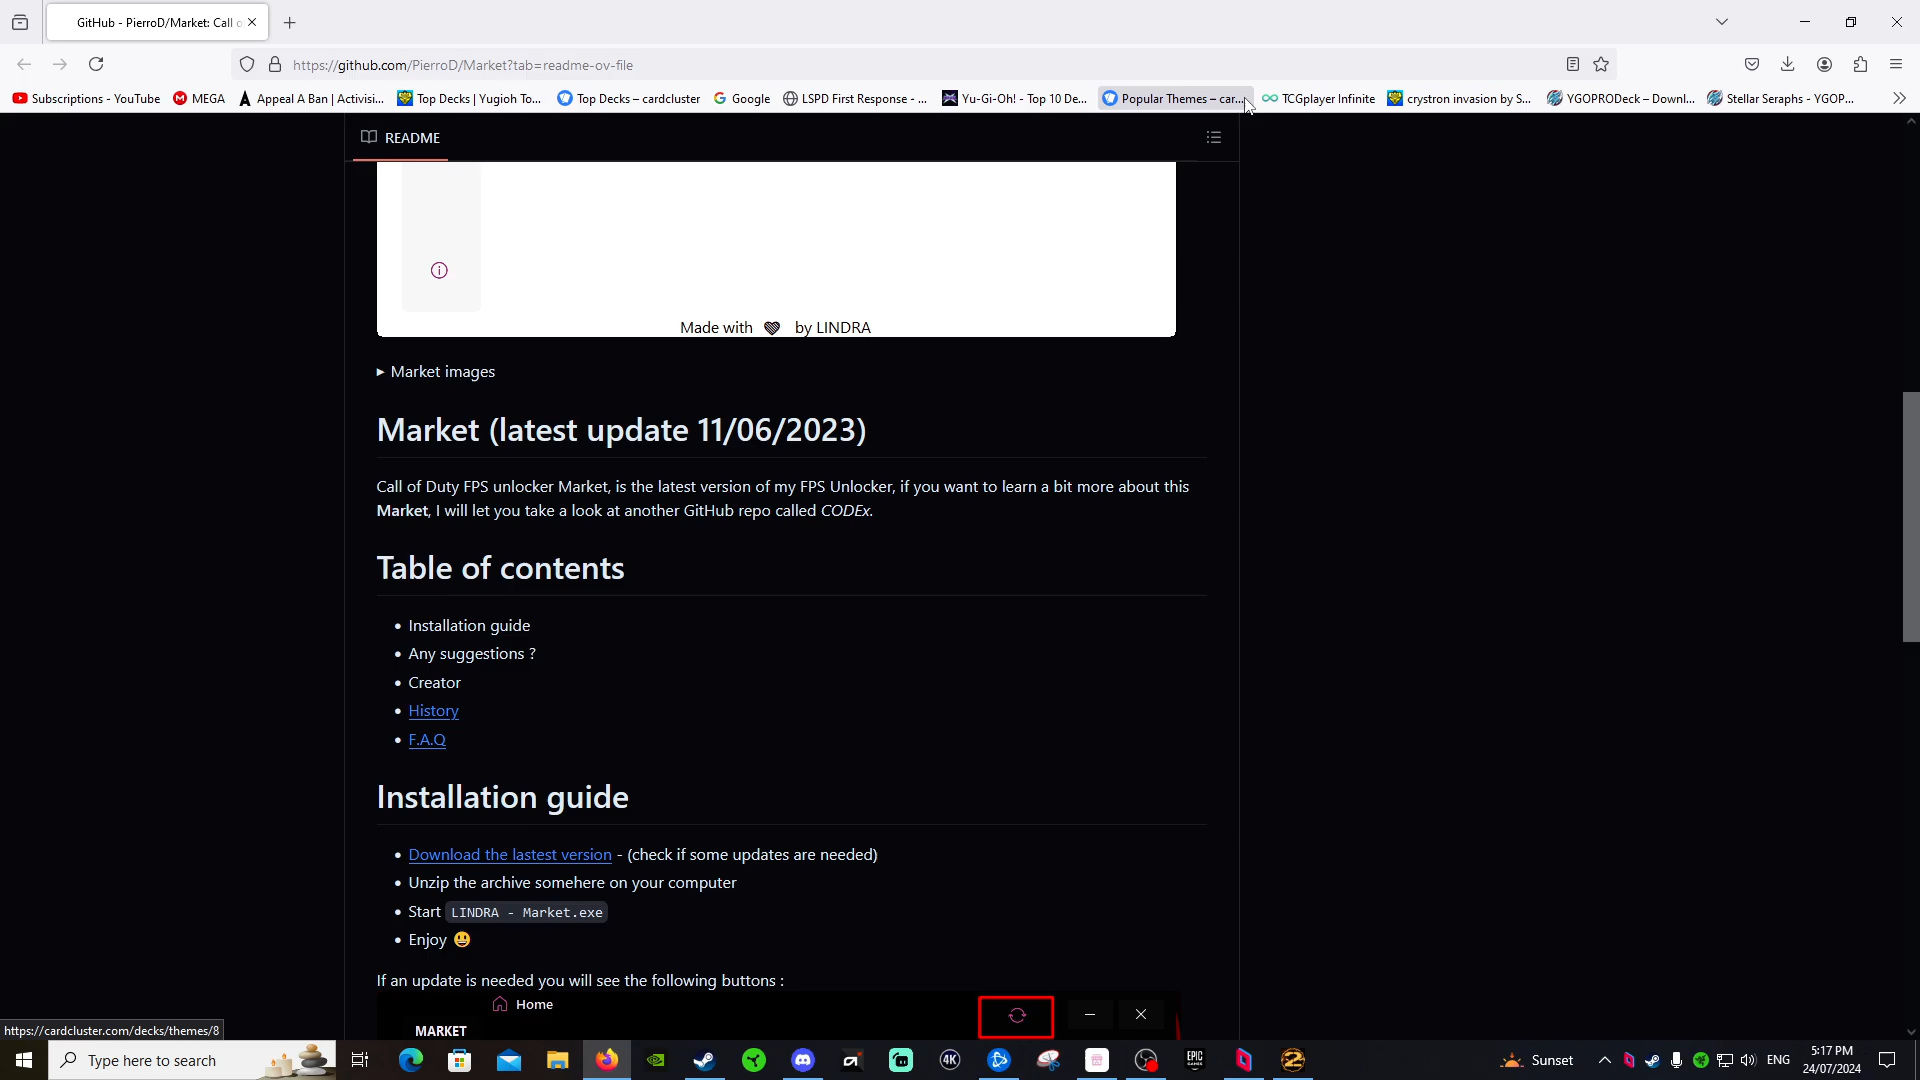 GitHub - PierroD/Market: Call o
https://github.com/PierroD/Market?tab=readme-ov-file
Subscriptions - YouTube
MEGA
Appeal A Ban | Activisi...
Top Decks | Yugioh To...
Top Decks – cardcluster
Google
LSPD First Response - ...
Yu-Gi-Oh! - Top 10 De...
Popular Themes – car...
TCGplayer Infinite
crystron invasion by S...
YGOPRODeck – Downl...
Stellar Seraphs - YGOP...
README
Made with by LINDRA
Market images
Market (latest update 11/06/2023)
Call of Duty FPS unlocker Market, is the latest version of my FPS Unlocker, if you want to learn a bit more about this
Market, I will let you take a look at another GitHub repo called CODEx.
Table of contents
Installation guide
Any suggestions ?
Creator
History
F.A.Q
Installation guide
Download the lastest version - (check if some updates are needed)
Unzip the archive somehere on your computer
Start LINDRA - Market.exe
Enjoy 😃
If an update is needed you will see the following buttons :
Home
MARKET
https://cardcluster.com/decks/themes/8
Type here to search
4K
EPIC GAMES
Sunset
ENG
5:17 PM
24/07/2024